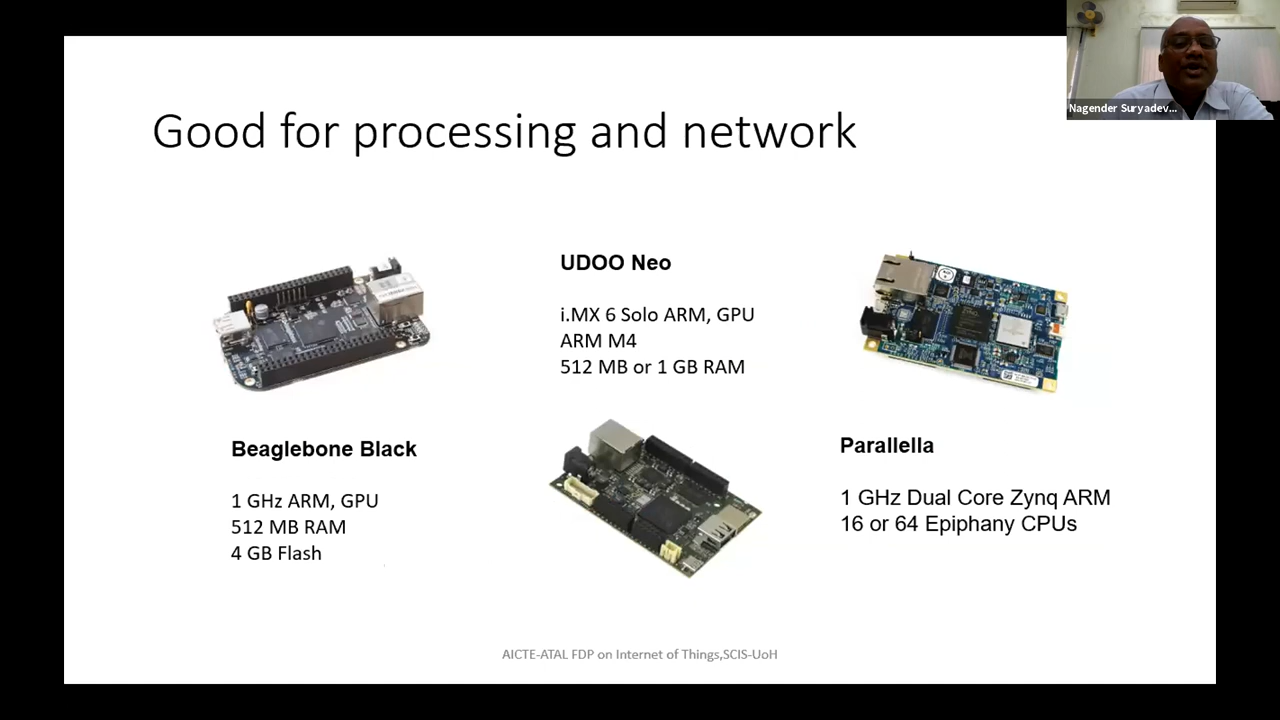 Nagender Suryadev...
Good for processing and network
UDOO Neo
i.MX 6 Solo ARM, GPU
ARM M4
512 MB or 1 GB RAM
Beaglebone Black
1 GHz ARM, GPU
512 MB RAM
4 GB Flash
Parallella
1 GHz Dual Core Zynq ARM
16 or 64 Epiphany CPUs
AICTE-ATAL FDP on Internet of Things,SCIS-UoH